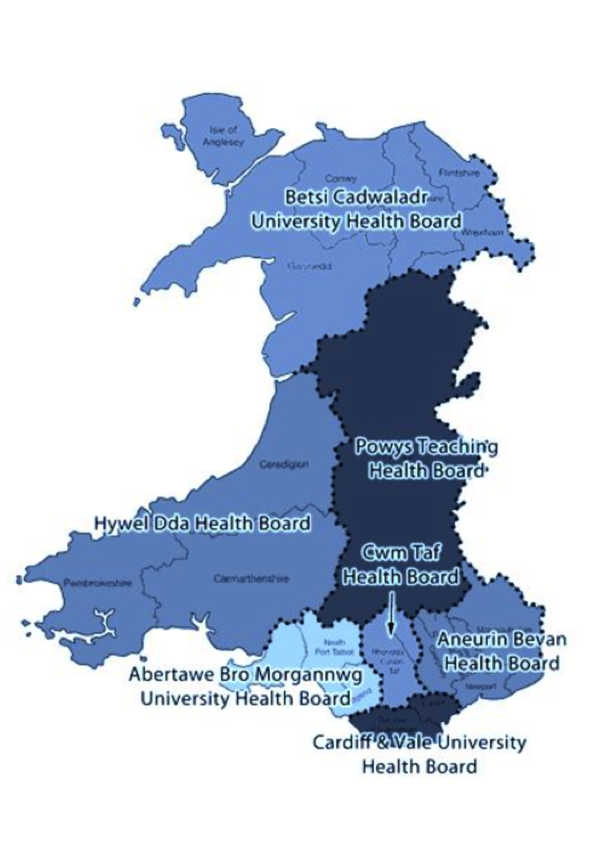 Isle of
Anglesey
Conwy
Flintshire
Betsi Cadwaladr
University Health Board
Wrexham
Gwynedd
Powys Teaching
Health Board
Ceredigion
Hywel Dda Health Board
Cwm Taf
Health Board
Pembrokeshire
Carmarthenshire
Neath
Port Talbot
Rhondda
Cynon
Taf
Aneurin Bevan
Health Board
Abertawe Bro Morgannwg
University Health Board
Newport
Cardiff & Vale University
Health Board